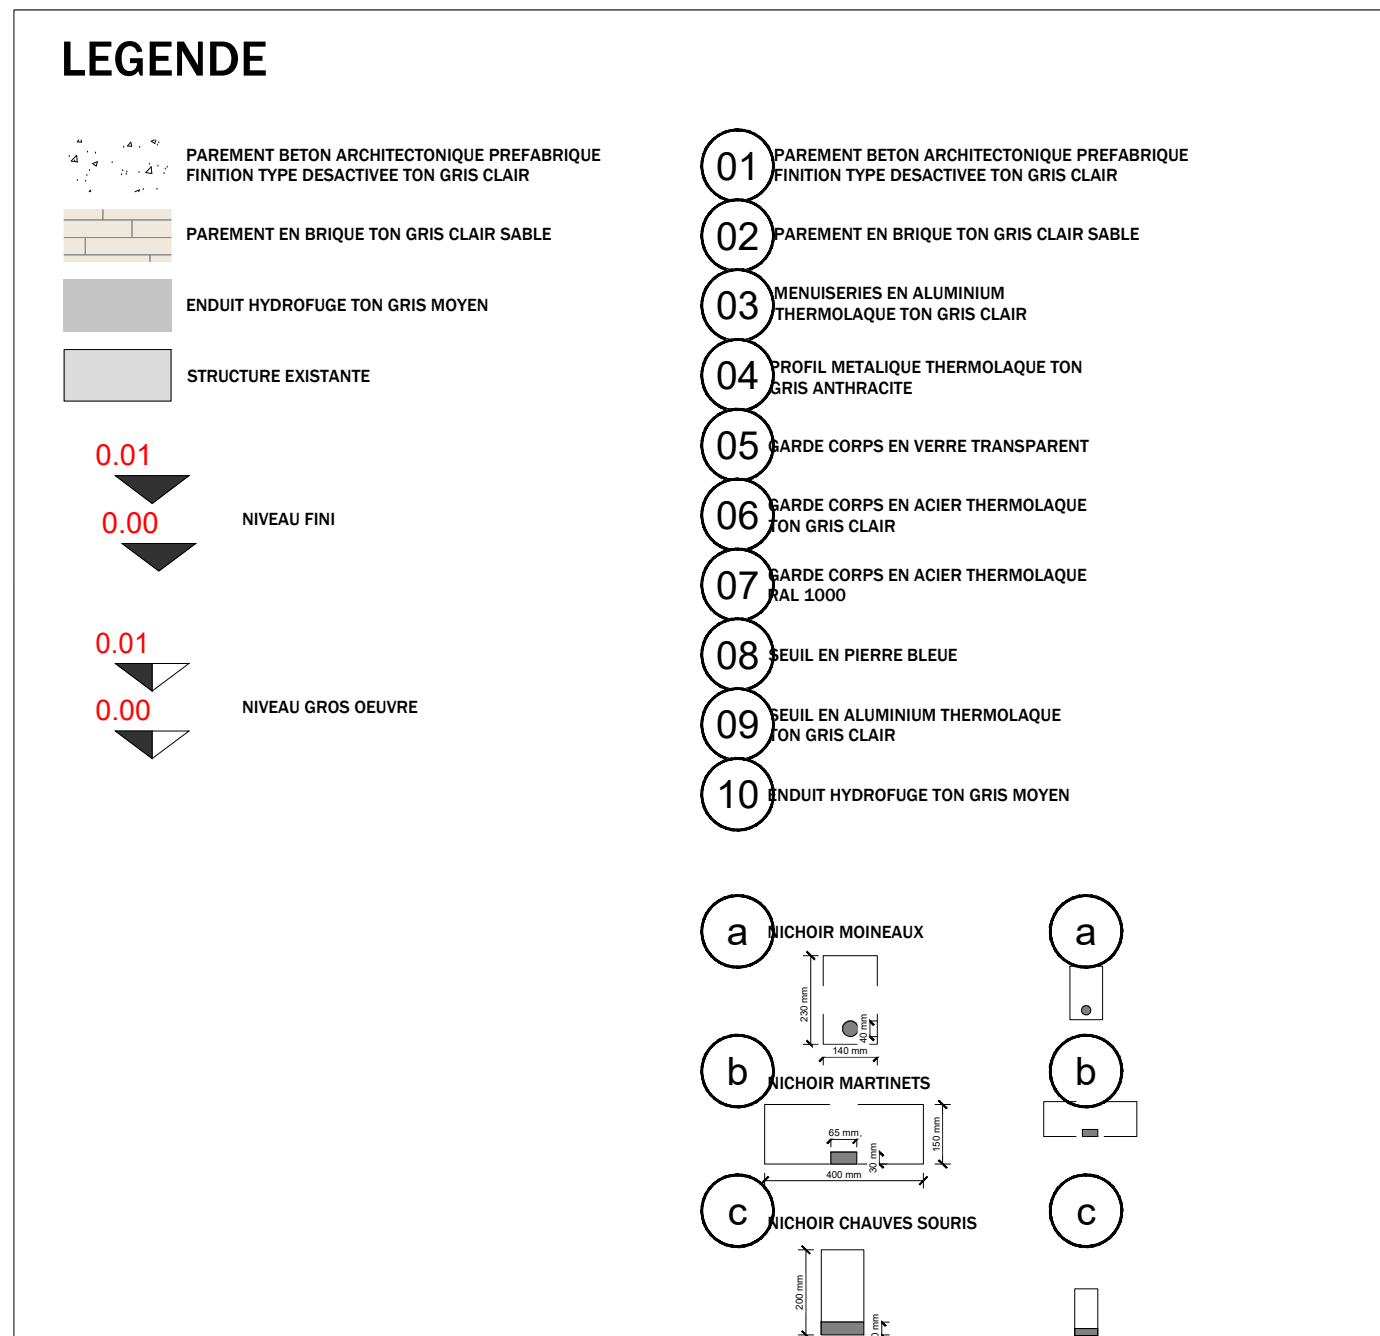 LEGENDE
PAREMENT BETON ARCHITECTONIQUE PREFABRIQUE
FINITION TYPE DESACTIVEE TON GRIS CLAIR
PAREMENT EN BRIQUE TON GRIS CLAIR SABLE
ENDUIT HYDROFUGE TON GRIS MOYEN
STRUCTURE EXISTANTE
0.01
0.00
NIVEAU FINI
0.01
0.00
NIVEAU GROS OEUVRE
01
PAREMENT BETON ARCHITECTONIQUE PREFABRIQUE
FINITION TYPE DESACTIVEE TON GRIS CLAIR
02
PAREMENT EN BRIQUE TON GRIS CLAIR SABLE
03
MENUISERIES EN ALUMINIUM
THERMOLAQUE TON GRIS CLAIR
04
PROFIL METALIQUE THERMOLAQUE TON
GRIS ANTHRACITE
05
GARDE CORPS EN VERRE TRANSPARENT
06
GARDE CORPS EN ACIER THERMOLAQUE
TON GRIS CLAIR
07
GARDE CORPS EN ACIER THERMOLAQUE
RAL 1000
08
SEUIL EN PIERRE BLEUE
09
SEUIL EN ALUMINIUM THERMOLAQUE
TON GRIS CLAIR
10
ENDUIT HYDROFUGE TON GRIS MOYEN
a
NICHOIR MOINEAUX
a
230 mm
40 mm
140 mm
b
NICHOIR MARTINETS
b
65 mm
30 mm
150 mm
400 mm
c
NICHOIR CHAUVES SOURIS
c
200 mm
mm